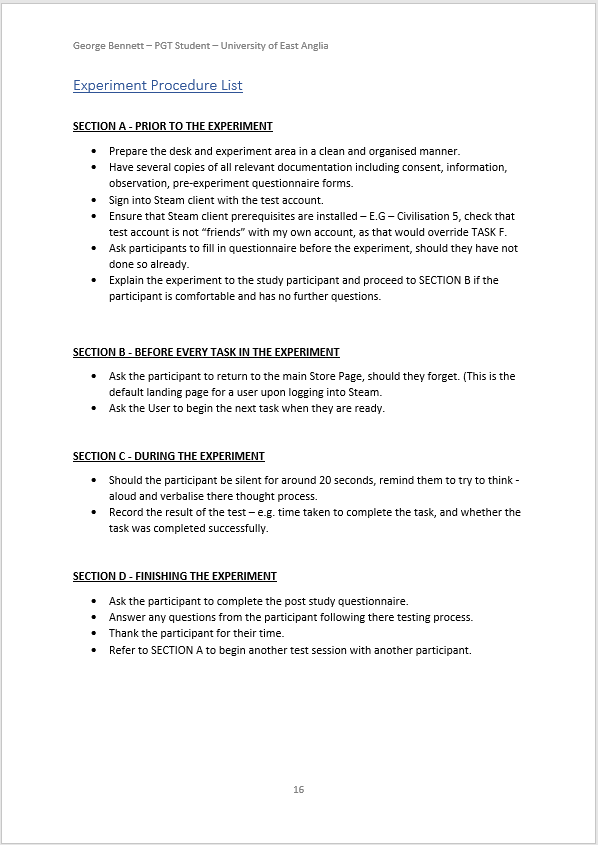 George Bennett – PGT Student – University of East Anglia
Experiment Procedure List
SECTION A - PRIOR TO THE EXPERIMENT
• Prepare the desk and experiment area in a clean and organised manner.
• Have several copies of all relevant documentation including consent, information,
observation, pre-experiment questionnaire forms.
• Sign into Steam client with the test account.
• Ensure that Steam client prerequisites are installed – E.G – Civilisation 5, check that
test account is not “friends” with my own account, as that would override TASK F.
• Ask participants to fill in questionnaire before the experiment, should they have not
done so already.
• Explain the experiment to the study participant and proceed to SECTION B if the
participant is comfortable and has no further questions.
SECTION B - BEFORE EVERY TASK IN THE EXPERIMENT
• Ask the participant to return to the main Store Page, should they forget. (This is the
default landing page for a user upon logging into Steam.
• Ask the User to begin the next task when they are ready.
SECTION C - DURING THE EXPERIMENT
• Should the participant be silent for around 20 seconds, remind them to try to think -
aloud and verbalise there thought process.
• Record the result of the test – e.g. time taken to complete the task, and whether the
task was completed successfully.
SECTION D - FINISHING THE EXPERIMENT
• Ask the participant to complete the post study questionnaire.
• Answer any questions from the participant following there testing process.
• Thank the participant for their time.
• Refer to SECTION A to begin another test session with another participant.
16